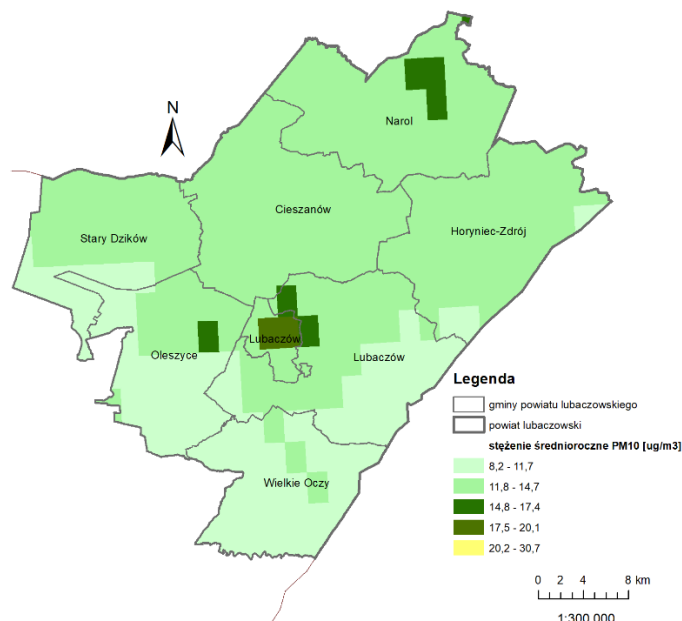 N
Narol
Cieszanów
Stary Dzików
Horyniec-Zdrój
Lubaczów
Oleszyce
Lubaczów
Wielkie Oczy
Legenda
gminy powiatu lubaczowskiego
powiat lubaczowski
stężenie średnioroczne PM10 [ug/m3]
8,2 - 11,7
11,8 - 14,7
14,8 - 17,4
17,5 - 20,1
20,2 - 30,7
0 2 4 8 km
1:300 000